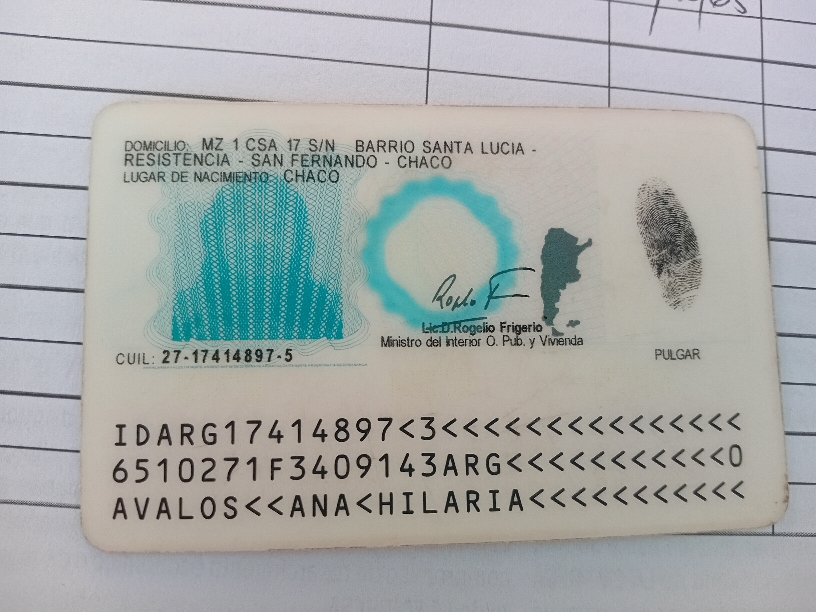 DOMICILIO: MZ 1 CSA 17 S/N BARRIO SANTA LUCIA -
RESISTENCIA - SAN FERNANDO - CHACO
LUGAR DE NACIMIENTO: CHACO
Lic.D.Rogelio Frigerio
Ministro del Interior O. Pub. y Vivienda
CUIL: 27-17414897-5
PULGAR
IDARG17414897<3<<<<<<<<<<<<<<<
6510271F3409143ARG<<<<<<<<<<<0
AVALOS<<ANA<HILARIA<<<<<<<<<<<